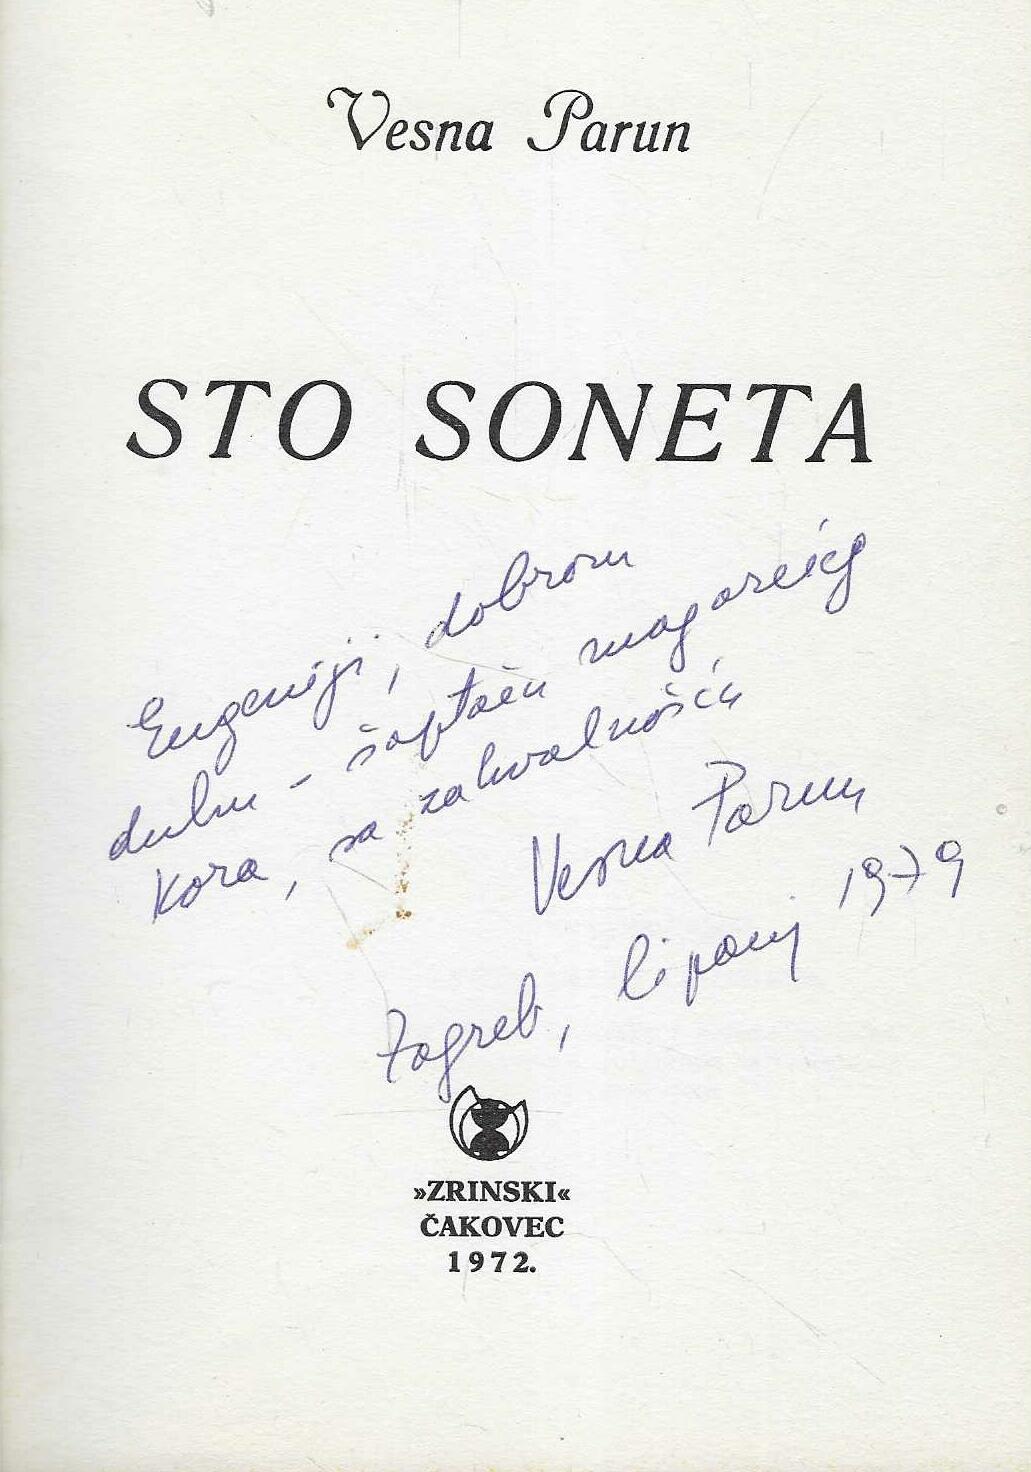 Vesna Parun
STO SONETA
Eugeniji, dobrom
duhu - šaptaču magarećeg
kora, sa zahvalnošću
Vesna Parun
Zagreb, lipanj 1979
»ZRINSKI«
ČAKOVEC
1972.